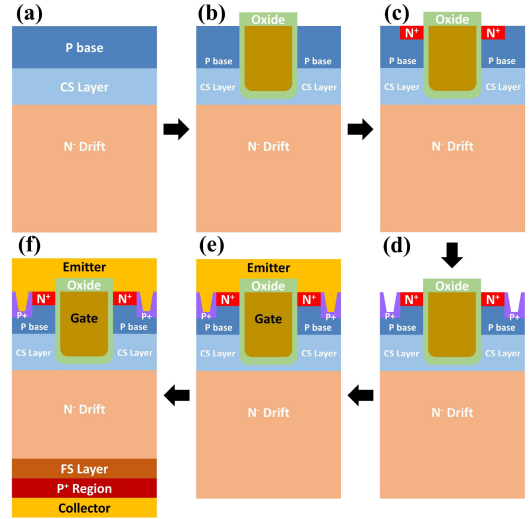 (a)
P base
CS Layer
N⁻ Drift
(b)
Oxide
P base
P base
CS Layer
CS Layer
N⁻ Drift
(c)
N⁺
N⁺
P base
P base
CS Layer
CS Layer
N⁻ Drift
(f)
Emitter
Oxide
N⁺
N⁺
P+
P+
Gate
P base
P base
CS Layer
CS Layer
N⁻ Drift
FS Layer
P⁺ Region
Collector
(e)
Emitter
Oxide
N⁺
N⁺
P+
P+
Gate
P base
P base
CS Layer
CS Layer
N⁻ Drift
(d)
Oxide
N⁺
N⁺
P+
P+
P base
P base
CS Layer
CS Layer
N⁻ Drift